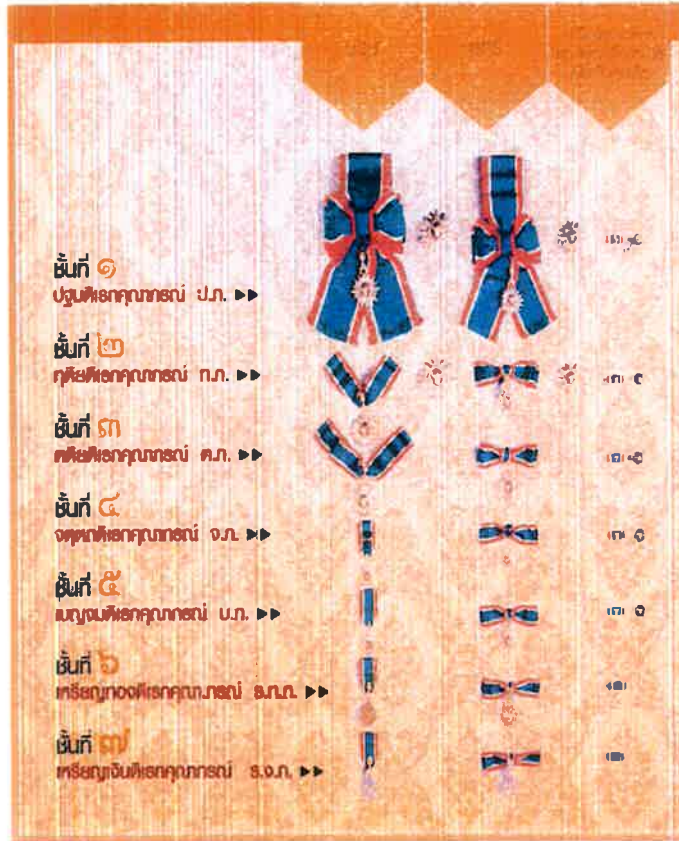 ชั้นที่ ๑
ปฐมดิเรกคุณาภรณ์ ป.ภ. ▶▶
ชั้นที่ ๒
ทุติยดิเรกคุณาภรณ์ ท.ภ. ▶▶
ชั้นที่ ๓
ตติยดิเรกคุณาภรณ์ ต.ภ. ▶▶
ชั้นที่ ๔
จตุตถดิเรกคุณาภรณ์ จ.ภ. ▶▶
ชั้นที่ ๕
เบญจมดิเรกคุณาภรณ์ บ.ภ. ▶▶
ชั้นที่ ๖
เหรียญทองดิเรกคุณาภรณ์ ร.ท.ภ. ▶▶
ชั้นที่ ๗
เหรียญเงินดิเรกคุณาภรณ์ ร.ง.ภ. ▶▶